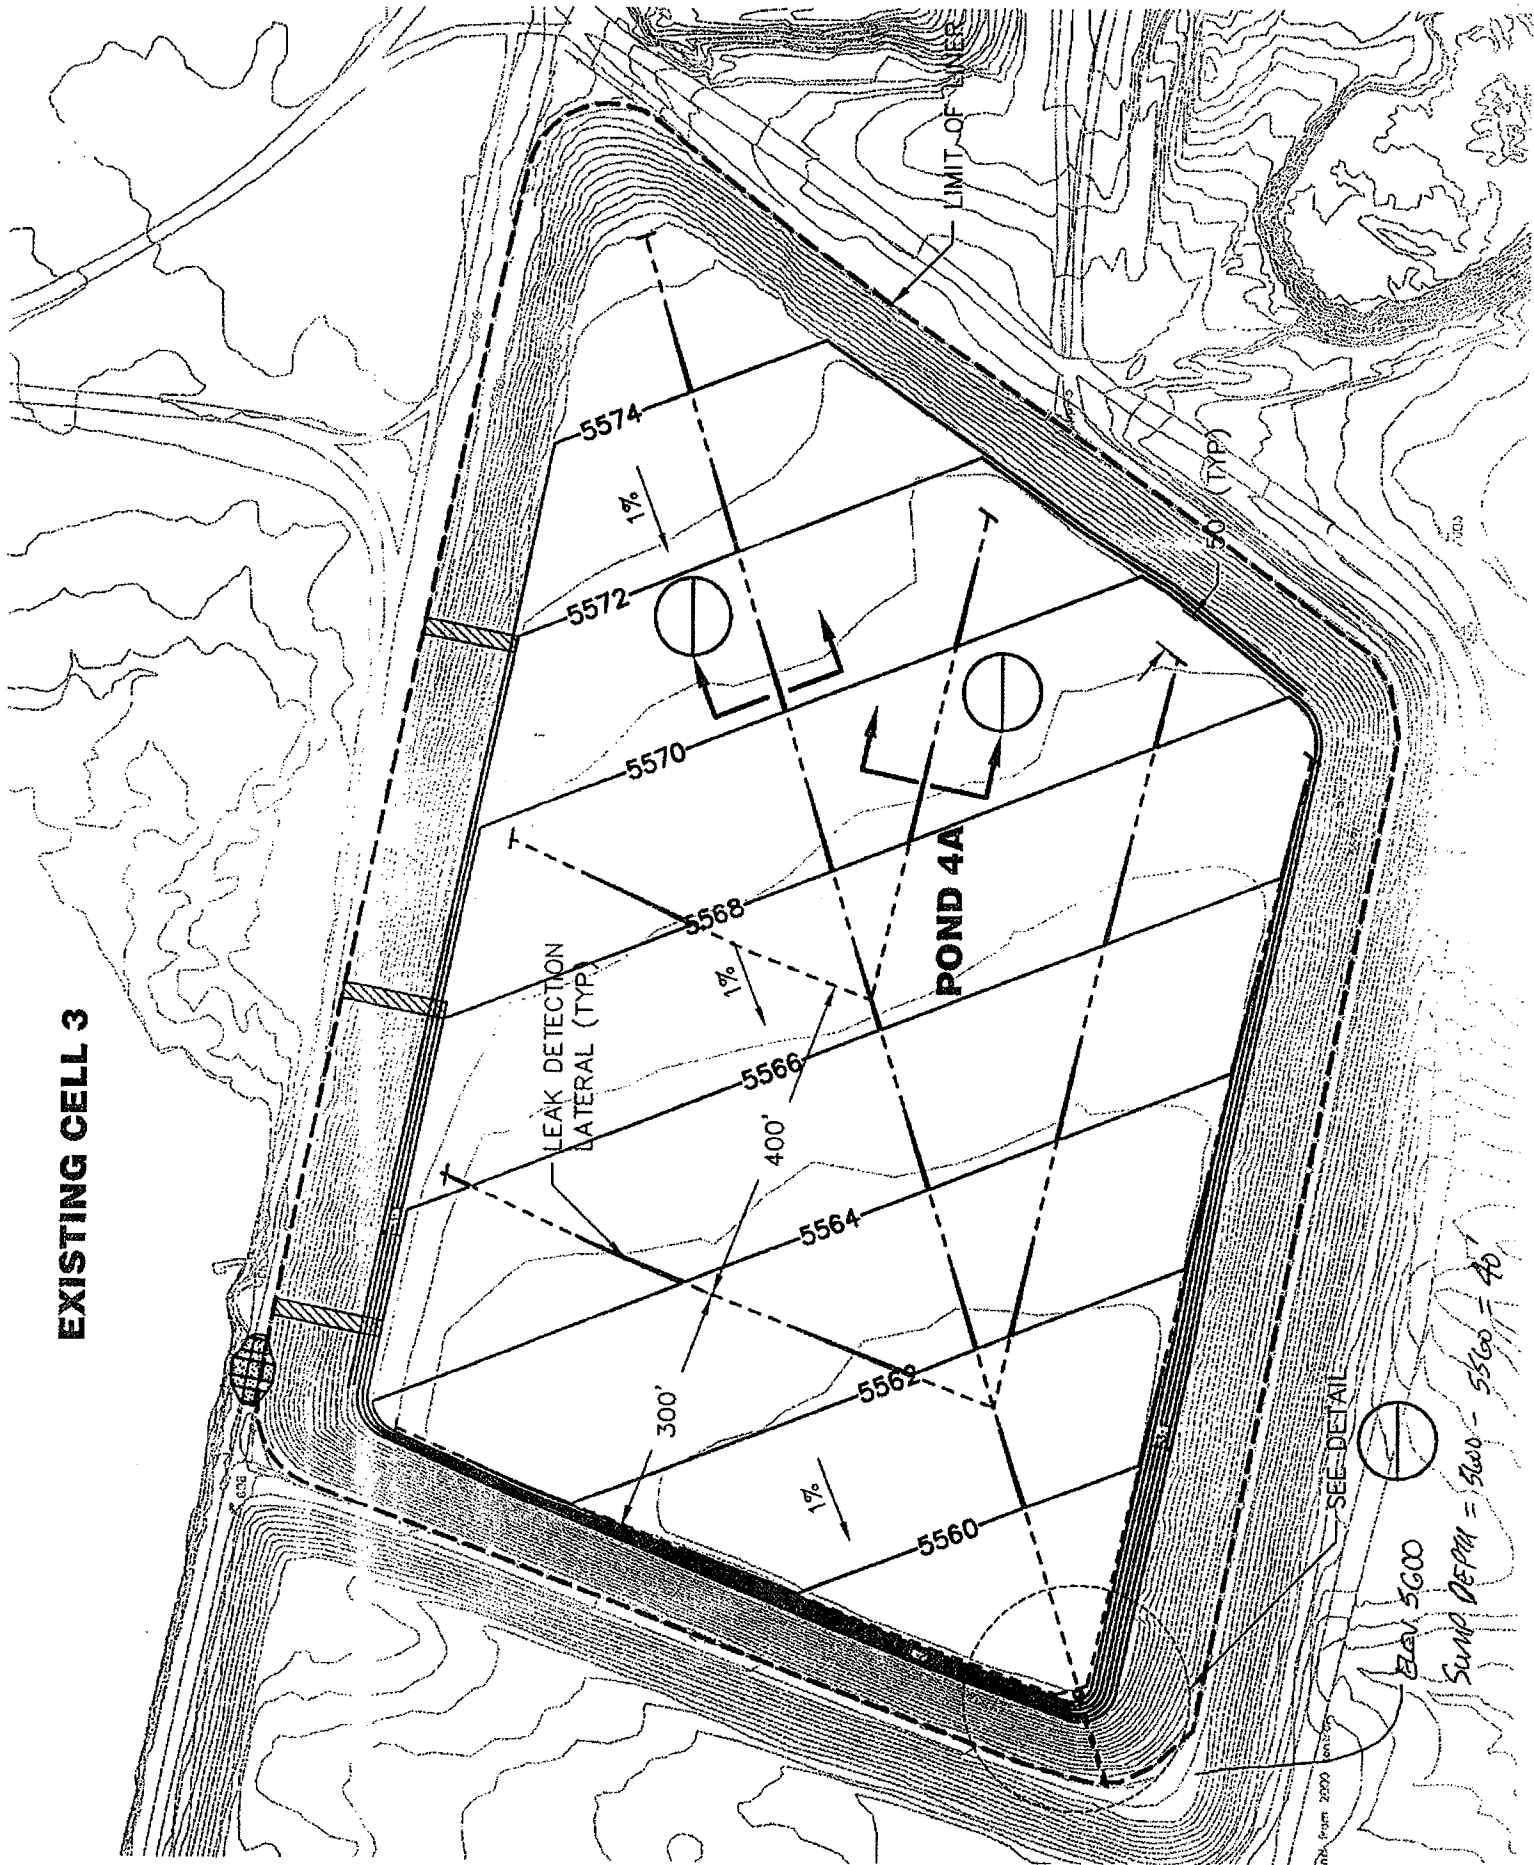 EXISTING CELL 3
LIMIT OF LINER
5574
1%
5572
50 (TYP)
5570
5568
1%
POND 4A
LEAK DETECTION
LATERAL (TYP.)
5566
400'
5564
5562
300'
1%
5560
SEE DETAIL
ELEV. 5600
SUMP DEPTH = 5600 - 5560 = 40'